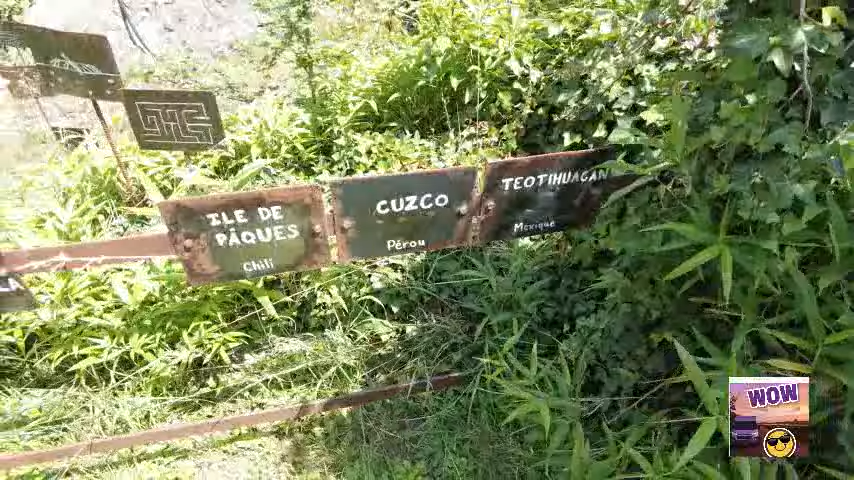 ILE DE
PÂQUES
Chili
CUZCO
Pérou
TEOTIHUACAN
Mexique
WOW